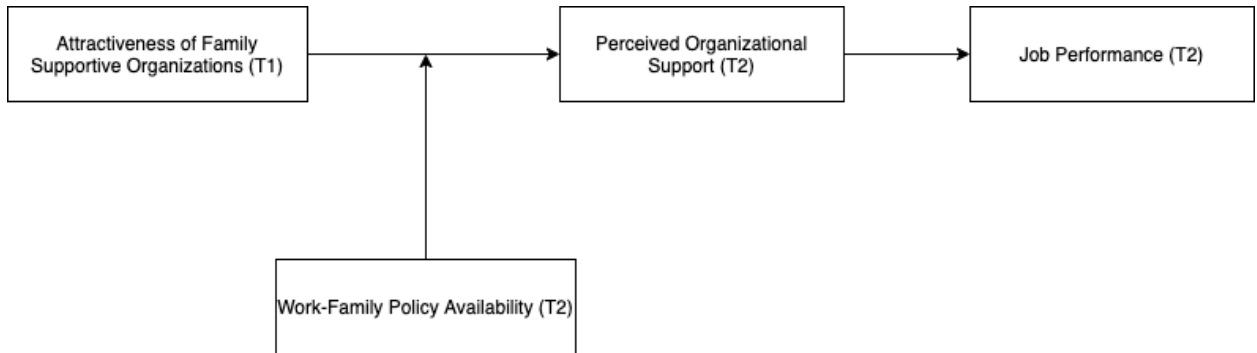 Attractiveness of Family
Supportive Organizations (T1)
Perceived Organizational
Support (T2)
Job Performance (T2)
Work-Family Policy Availability (T2)